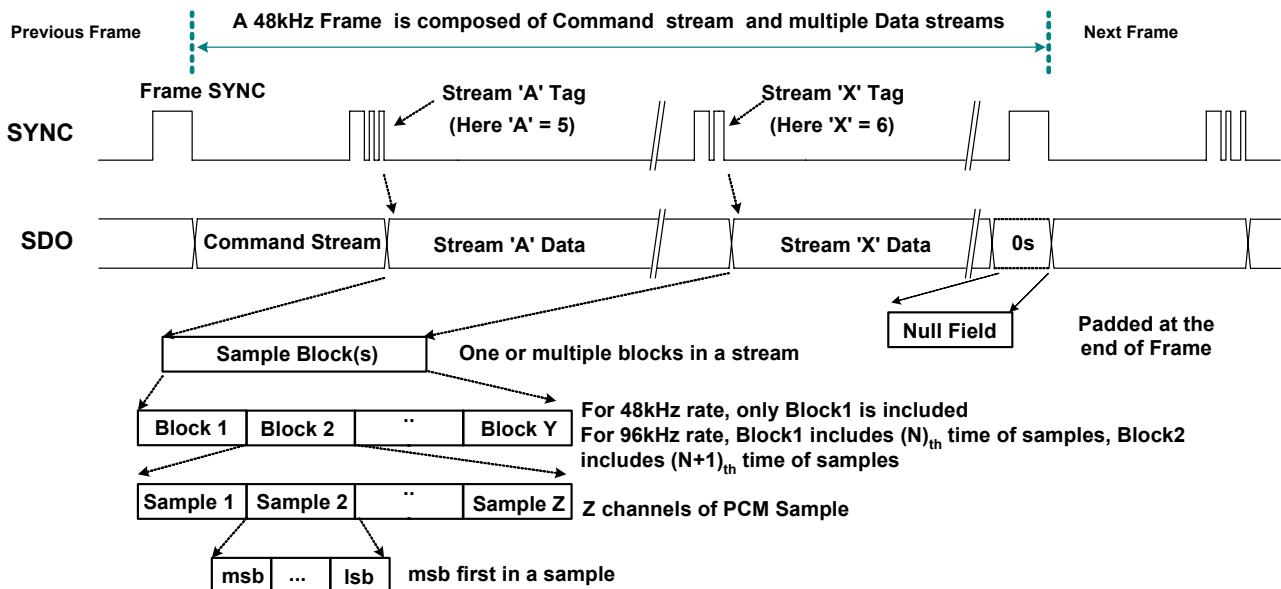 A 48kHz Frame is composed of Command stream and multiple Data streams
Previous Frame
Next Frame
Frame SYNC
Stream 'A' Tag
(Here 'A' = 5)
Stream 'X' Tag
(Here 'X' = 6)
SYNC
SDO
Command Stream
Stream 'A' Data
Stream 'X' Data
0s
Null Field
Padded at the
end of Frame
Sample Block(s)
One or multiple blocks in a stream
Block 1
Block 2
..
Block Y
For 48kHz rate, only Block1 is included
For 96kHz rate, Block1 includes (N)th time of samples, Block2
includes (N+1)th time of samples
Sample 1
Sample 2
..
Sample Z
Z channels of PCM Sample
msb
...
lsb
msb first in a sample